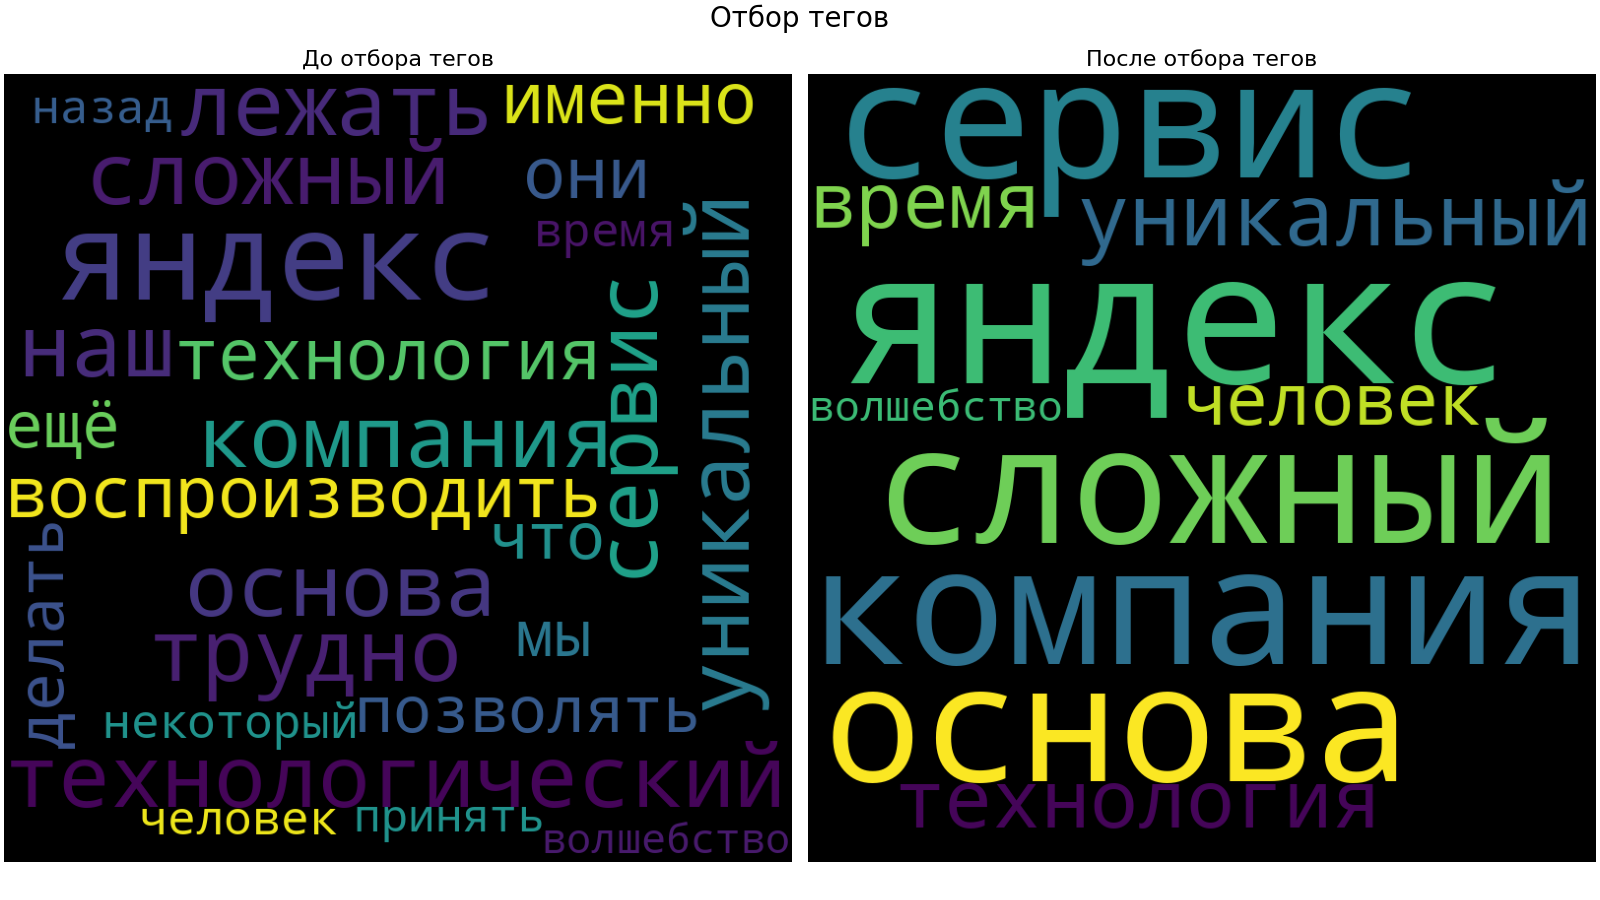 Отбор тегов
До отбора тегов
назад лежать именно
сложный они
время
яндекс
уникальный
сервис
наш технология
ещё компания
воспроизводить
что
делать
основа
мы
трудно
некоторый позволять
технологический
человек принять
волшебство
После отбора тегов
сервис
время уникальный
яндекс
волшебство человек
сложный
компания
основа
технология